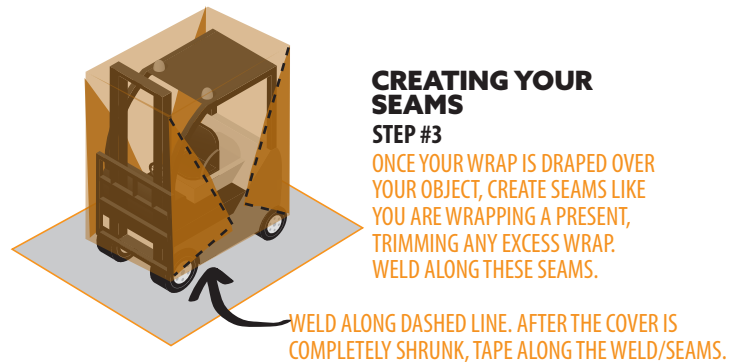 CREATING YOUR
SEAMS
STEP #3
ONCE YOUR WRAP IS DRAPED OVER
YOUR OBJECT, CREATE SEAMS LIKE
YOU ARE WRAPPING A PRESENT,
TRIMMING ANY EXCESS WRAP.
WELD ALONG THESE SEAMS.
WELD ALONG DASHED LINE. AFTER THE COVER IS
COMPLETELY SHRUNK, TAPE ALONG THE WELD/SEAMS.